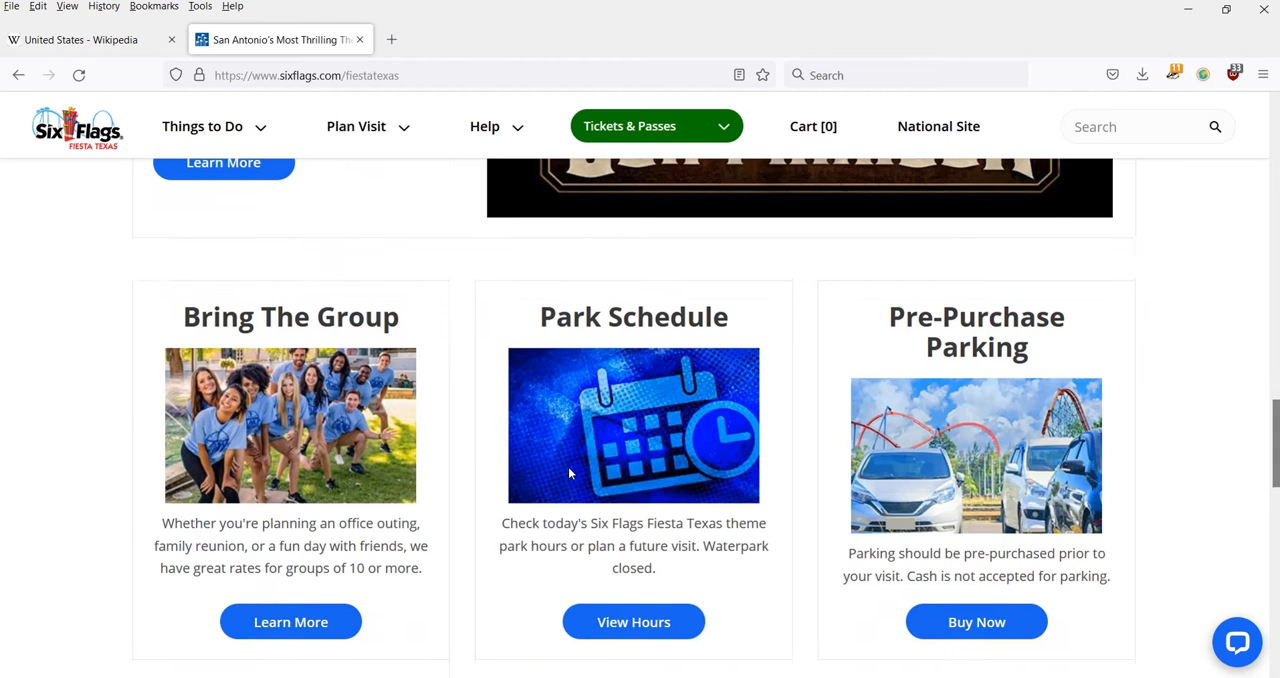 File Edit View History Bookmarks Tools Help
United States - Wikipedia
San Antonio's Most Thrilling Th
https://www.sixflags.com/fiestatexas
Search
11
33
Six Flags
FIESTA TEXAS
Things to Do
Plan Visit
Help
Tickets & Passes
Cart [0]
National Site
Search
Learn More
Bring The Group
Whether you're planning an office outing,
family reunion, or a fun day with friends, we
have great rates for groups of 10 or more.
Learn More
Park Schedule
Check today's Six Flags Fiesta Texas theme
park hours or plan a future visit. Waterpark
closed.
View Hours
Pre-Purchase
Parking
Parking should be pre-purchased prior to
your visit. Cash is not accepted for parking.
Buy Now